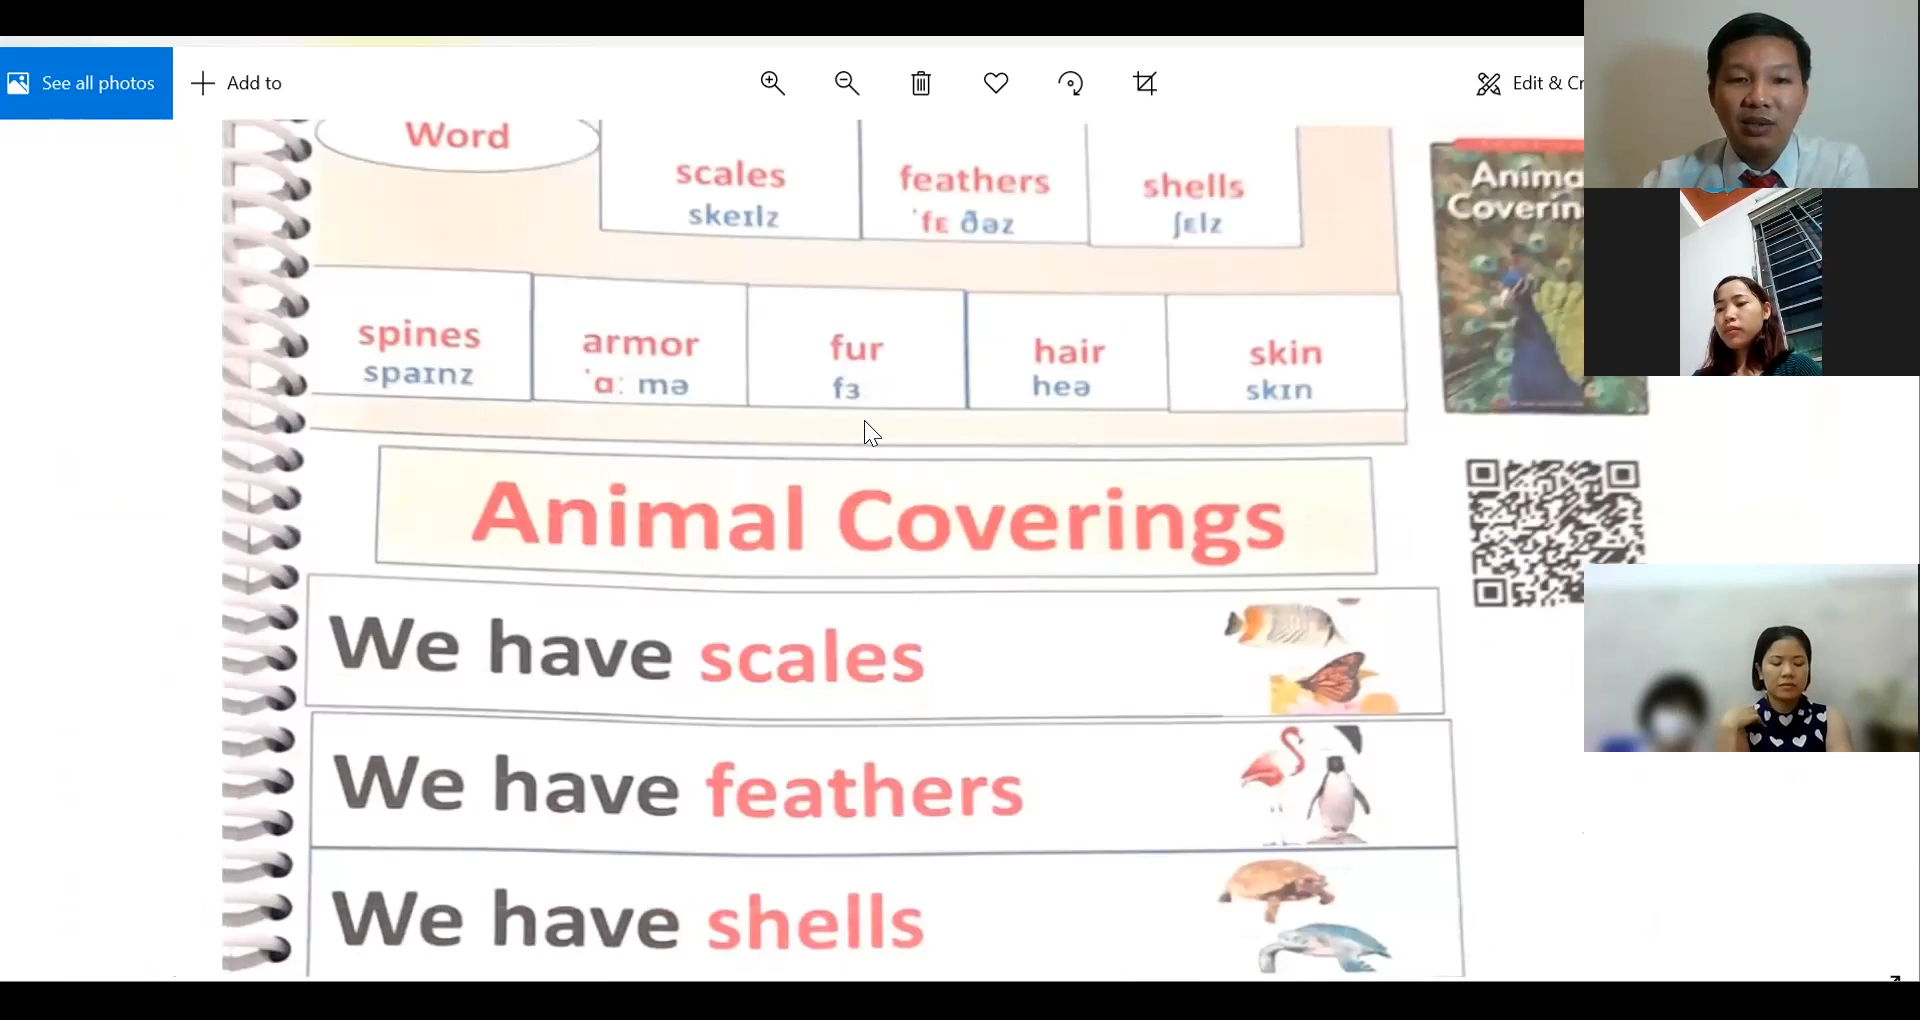 See all photos
Add to
Edit & Cr
Word
scales
feathers
shells
skeɪlz
ˈfɛ ðəz
ʃɛlz
spines
armor
fur
hair
skin
spaɪnz
ˈɑː mə
fɜ
heə
skɪn
Anima
Coverin
Animal Coverings
We have scales
We have feathers
We have shells